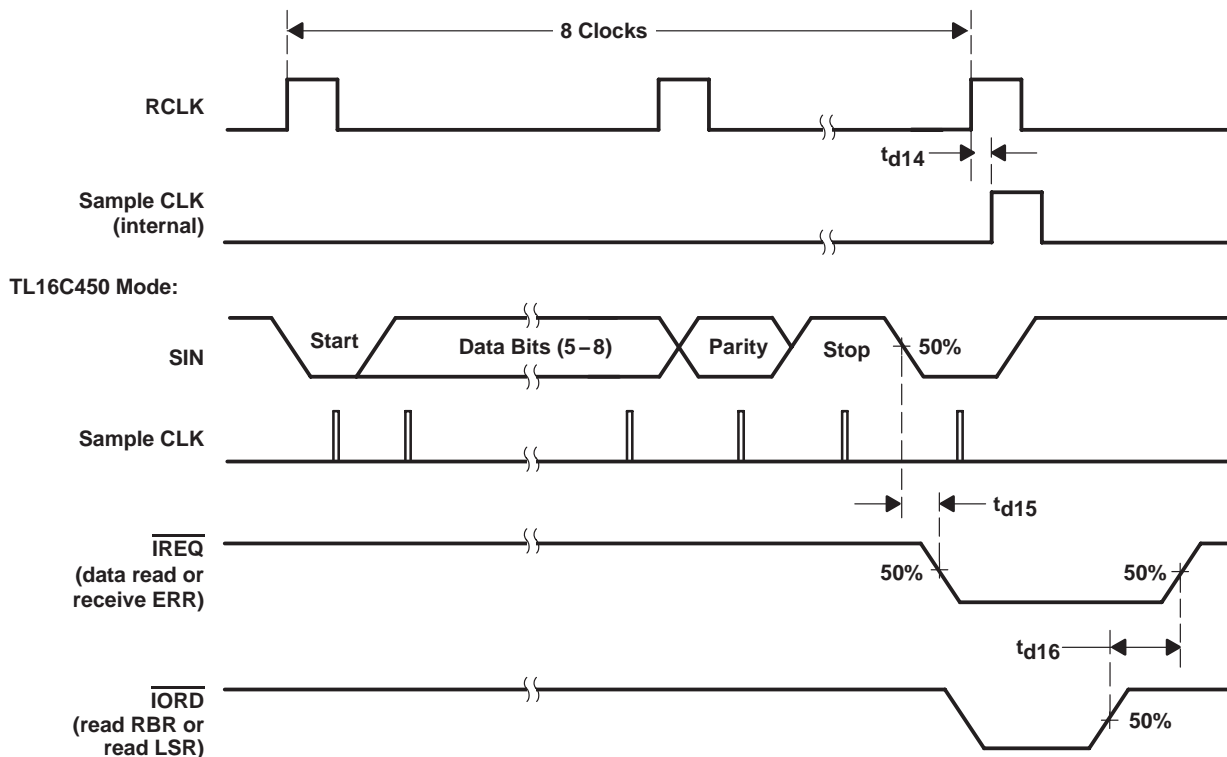 8 Clocks
RCLK
td14
Sample CLK
(internal)
TL16C450 Mode:
SIN
Start
Data Bits (5–8)
Parity
Stop
50%
Sample CLK
td15
IREQ
(data read or
receive ERR)
50%
50%
td16
IORD
(read RBR or
read LSR)
50%